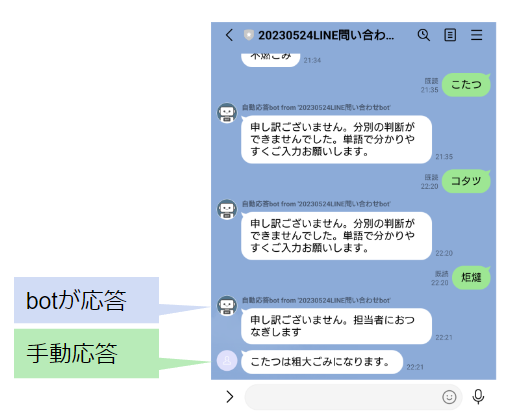 20230524LINE問い合わ...
不燃ごみ
21:34
既読
21:35
こたつ
自動応答bot from '20230524LINE問い合わせbot'
申し訳ございません。分別の判断が
できませんでした。単語で分かりや
すくご入力お願いします。
21:35
既読
22:20
コタツ
自動応答bot from '20230524LINE問い合わせbot'
申し訳ございません。分別の判断が
できませんでした。単語で分かりや
すくご入力お願いします。
22:20
既読
22:20
炬燵
botが応答
自動応答bot from '20230524LINE問い合わせbot'
申し訳ございません。担当者におつ
なぎします
22:21
手動応答
こたつは粗大ごみになります。
22:21